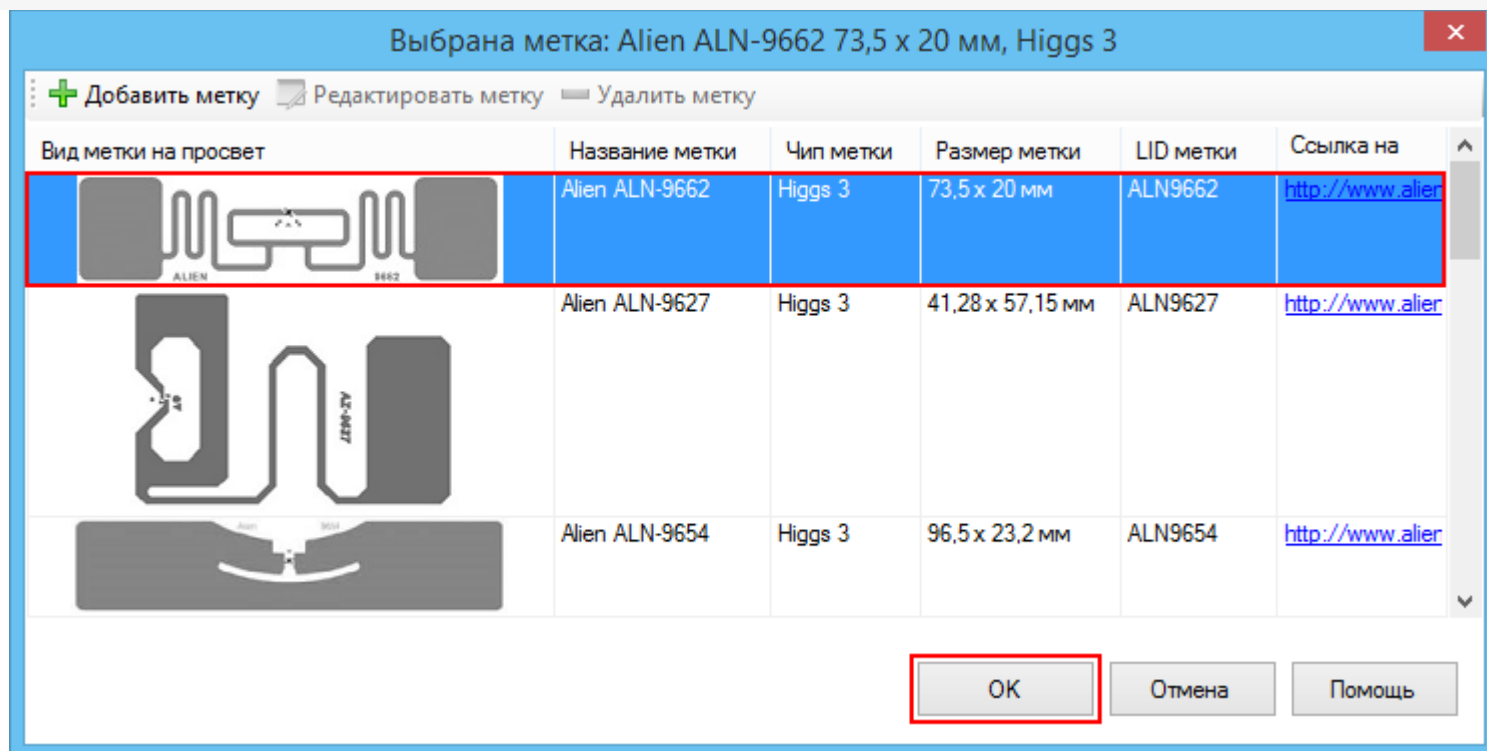 Выбрана метка: Alien ALN-9662 73,5 x 20 мм, Higgs 3
Добавить метку Редактировать метку Удалить метку
Вид метки на просвет Название метки Чип метки Размер метки LID метки Ссылка на
Alien ALN-9662 Higgs 3 73,5 x 20 мм ALN9662 http://www.alien
ALIEN 9662
Alien ALN-9627 Higgs 3 41,28 x 57,15 мм ALN9627 http://www.alien
AZ-9627
Alien ALN-9654 Higgs 3 96,5 x 23,2 мм ALN9654 http://www.alien
Alien 9654
OK Отмена Помощь